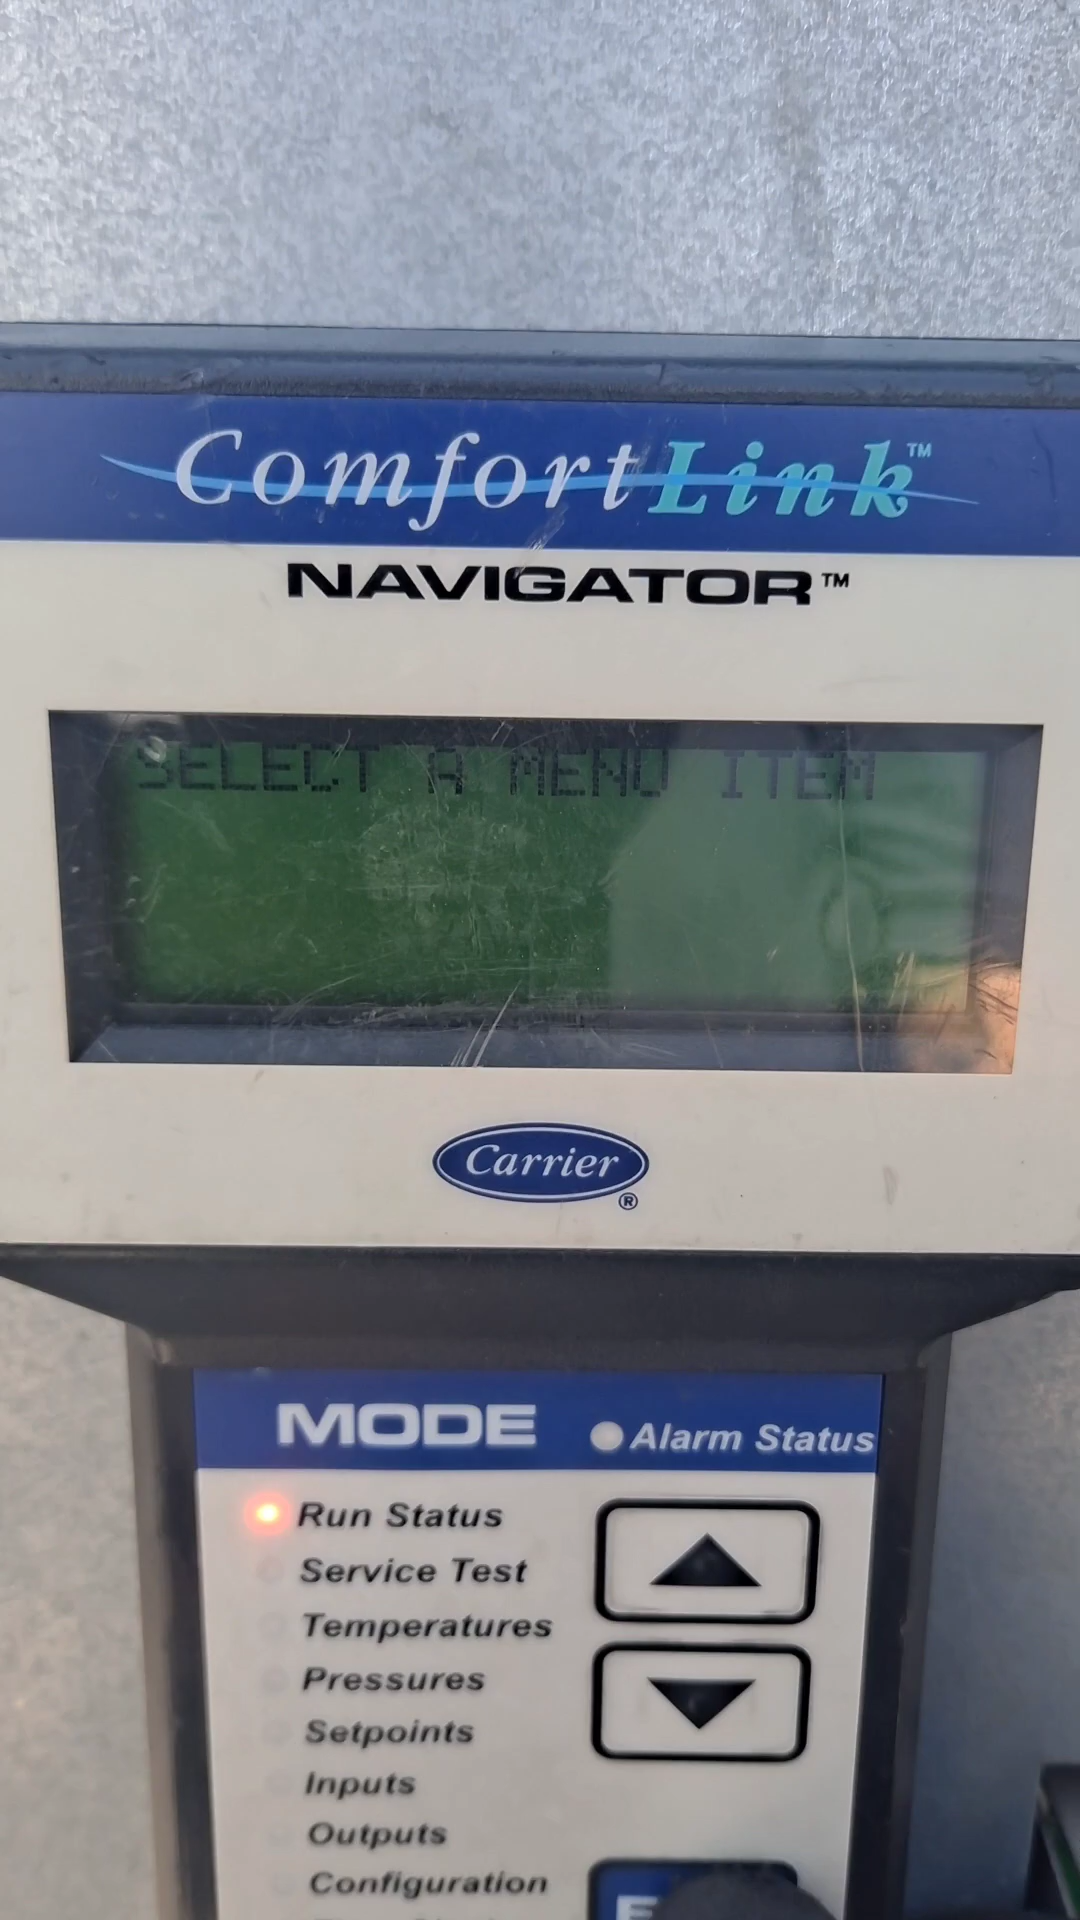 ComfortLink™
NAVIGATOR™
SELECT A MENU ITEM
Carrier
®
MODE
Alarm Status
Run Status
Service Test
Temperatures
Pressures
Setpoints
Inputs
Outputs
Configuration